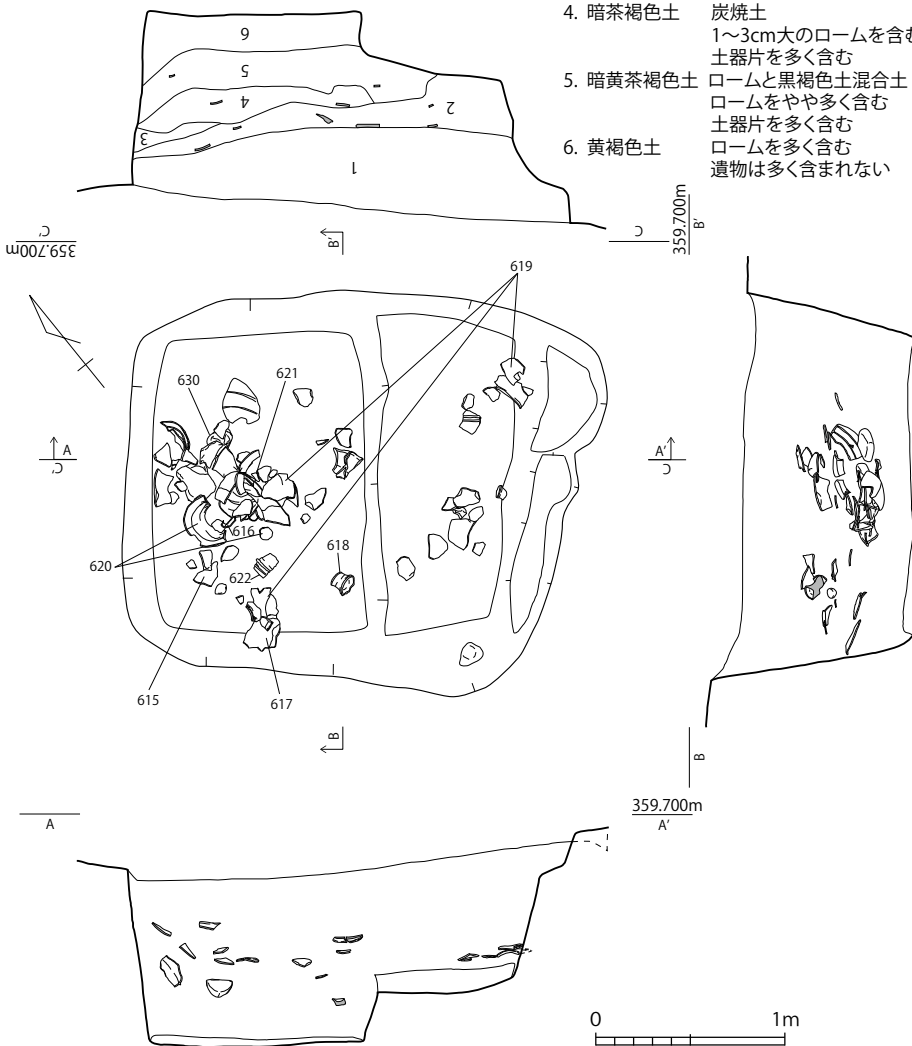 4. 暗茶褐色土 炭焼土
1～3cm大のロームを含む
土器片を多く含む
5. 暗黄茶褐色土 ロームと黒褐色土混合土
ロームをやや多く含む
土器片を多く含む
6. 黄褐色土 ロームを多く含む
遺物は多く含まれない
6
5
4
2
3
1
359.700m
C'
B'
C
359.700m
B'
619
630
621
A
C'
A'
C
616
618
620
622
615
617
B
B
A
359.700m
A'
0 1m